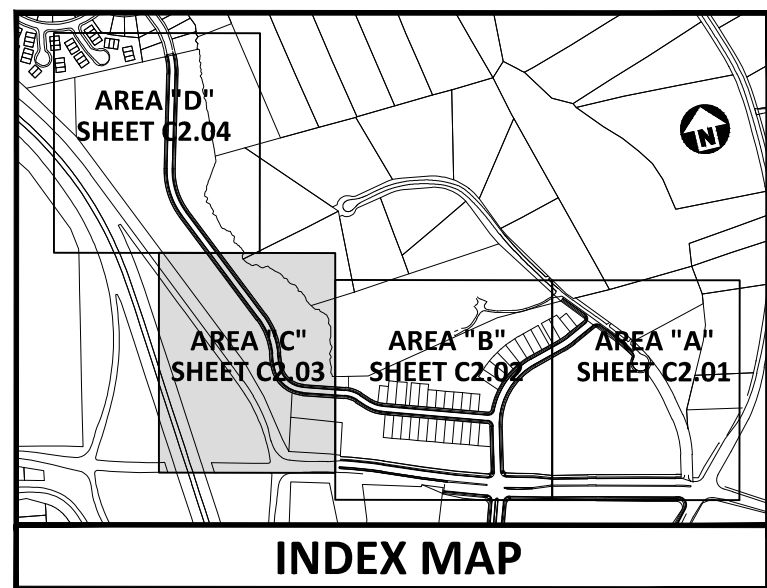 AREA "D"
SHEET C2.04
N
AREA "C"
SHEET C2.03
AREA "B"
SHEET C2.02
AREA "A"
SHEET C2.01
INDEX MAP